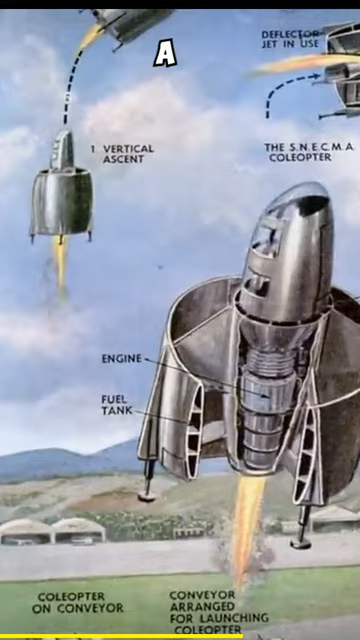 A
DEFLECTOR
JET IN USE
1. VERTICAL
ASCENT
THE S.N.E.C.M.A.
COLEOPTER
ENGINE
FUEL
TANK
COLEOPTER
ON CONVEYOR
CONVEYOR
ARRANGED
FOR LAUNCHING
COLEOPTER